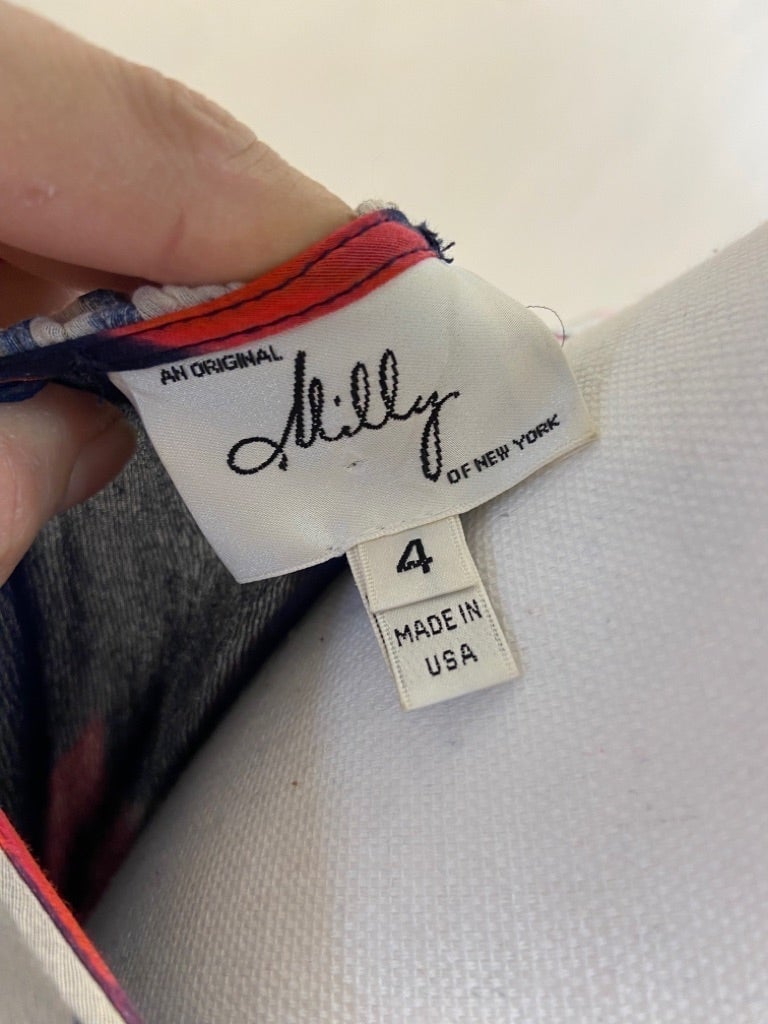 AN ORIGINAL
Milly
OF NEW YORK
4
MADE IN
USA